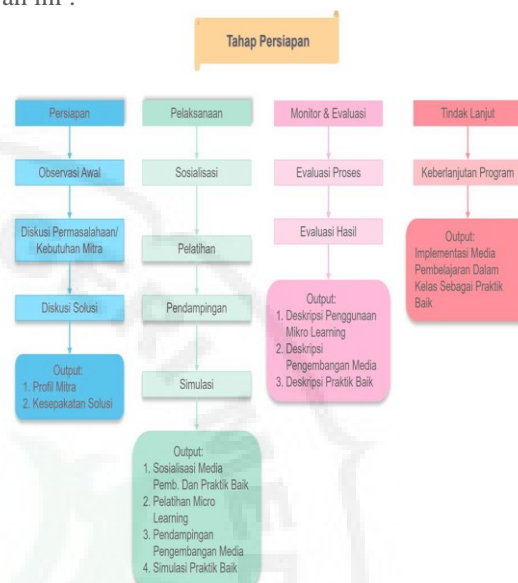 an ini :
Tahap Persiapan
Persiapan
Observasi Awal
Diskusi Permasalahaan/
Kebutuhan Mitra
Diskusi Solusi
Output:
1. Profil Mitra
2. Kesepakatan Solusi
Pelaksanaan
Sosialisasi
Pelatihan
Pendampingan
Simulasi
Output:
1. Sosialisasi Media
Pemb. Dan Praktik Baik
2. Pelatihan Micro
Learning
3. Pendampingan
Pengembangan Media
4. Simulasi Praktik Baik
Monitor & Evaluasi
Evaluasi Proses
Evaluasi Hasil
Output:
1. Deskripsi Penggunaan
Mikro Learning
2. Deskripsi
Pengembangan Media
3. Deskripsi Praktik Baik
Tindak Lanjut
Keberlanjutan Program
Output:
Implementasi Media
Pembelajaran Dalam
Kelas Sebagai Praktik
Baik